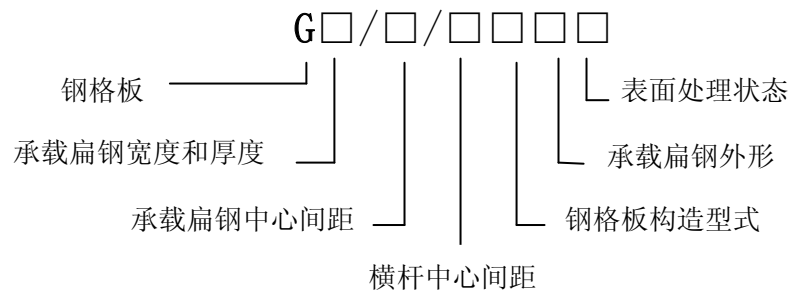 G□/□/□□□□
钢格板
表面处理状态
承载扁钢宽度和厚度
承载扁钢外形
承载扁钢中心间距
钢格板构造型式
横杆中心间距